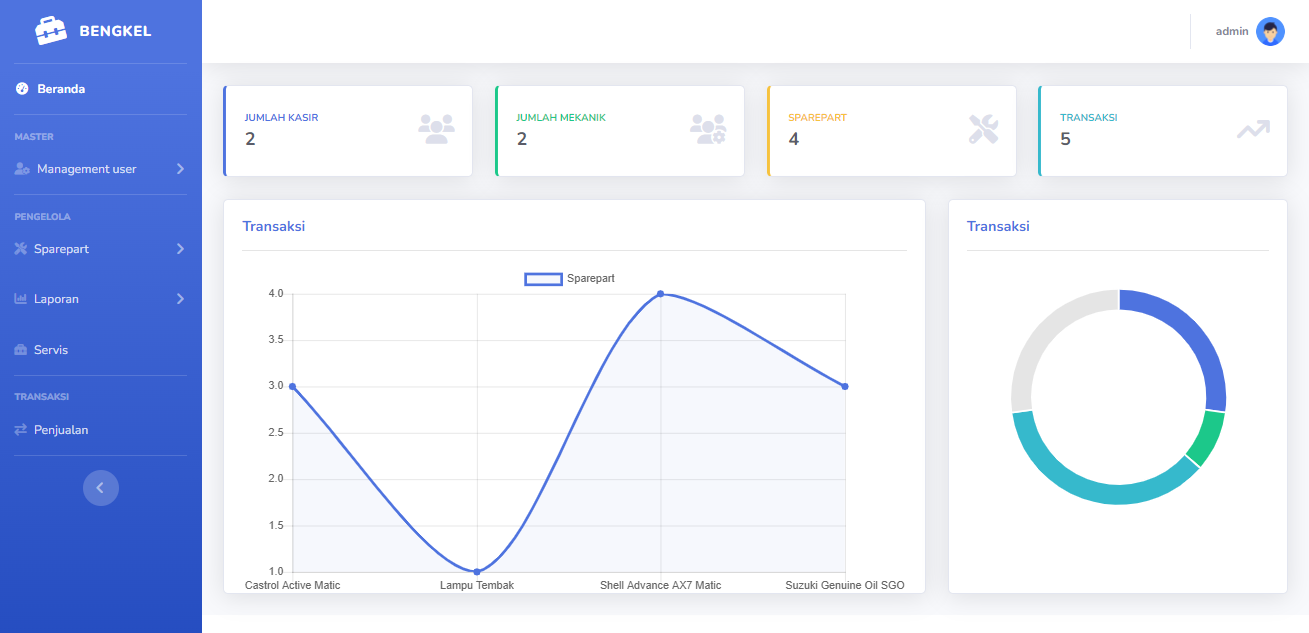 BENGKEL
admin
Beranda
MASTER
Management user
PENGELOLA
Sparepart
Laporan
Servis
TRANSAKSI
Penjualan
JUMLAH KASIR
2
JUMLAH MEKANIK
2
SPAREPART
4
TRANSAKSI
5
Transaksi
Sparepart
4.0
3.5
3.0
2.5
2.0
1.5
1.0
Castrol Active Matic
Lampu Tembak
Shell Advance AX7 Matic
Suzuki Genuine Oil SGO
Transaksi